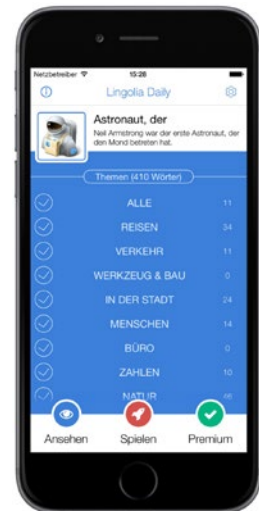 Netzbetreiber 15:26
Lingolia Daily
Astronaut, der
Neil Armstrong war der erste Astronaut, der
den Mond betreten hat.
Themen (410 Wörter)
ALLE 11
REISEN 34
VERKEHR 11
WERKZEUG & BAU 0
IN DER STADT 24
MENSCHEN 14
BÜRO 0
ZAHLEN 10
NATUR 46
Ansehen Spielen Premium